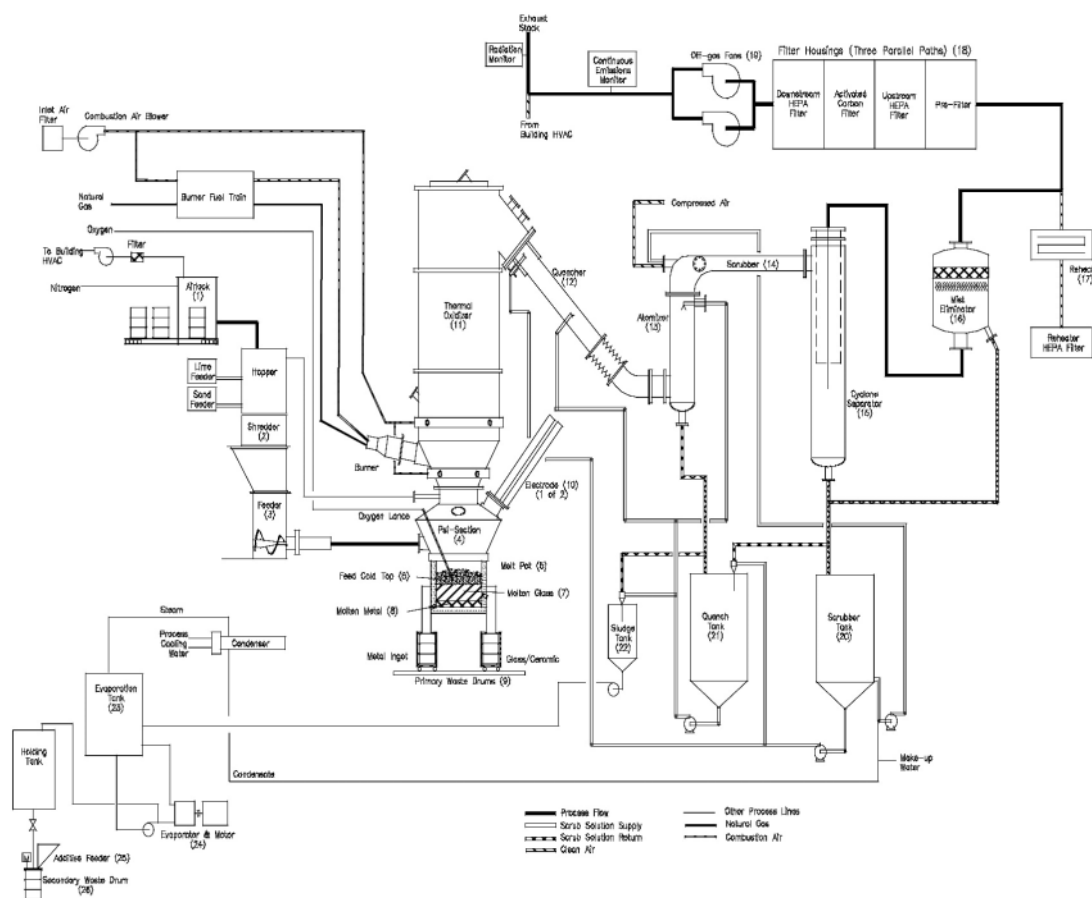 Exhaust
Stack
Radiation
Monitor
Continuous
Emissions
Monitor
Off-gas Fans (19)
Filter Housings (Three Parallel Paths) (18)
Downstream
HEPA
Filter
Activated
Carbon
Filter
Upstream
HEPA
Filter
Pre-Filter
From
Building HVAC
Inlet Air
Filter
Combustion Air Blower
Natural
Gas
Burner Fuel Train
Oxygen
To Building
HVAC
Filter
Nitrogen
Airlock
(1)
Hopper
Lime
Feeder
Sand
Feeder
Shredder
(2)
Feeder
(3)
Thermal
Oxidizer
(11)
Quencher
(12)
Compressed Air
Atomizer
(13)
Scrubber (14)
Cyclone
Separator
(15)
Mist
Eliminator
(16)
(17)
Reheater
HEPA Filter
Burner
Electrode (10)
(1 of 2)
Oxygen Lance
Melt Pot (5)
Feed Cold Top (6)
Molten Glass (7)
Molten Metal (8)
Metal Ingot
Glass/Ceramic
Primary Waste Drums (9)
Sludge
Tank
(22)
Quench
Tank
(21)
Scrubber
Tank
(20)
Make-up
Water
Steam
Process
Cooling
Water
Condenser
Evaporation
Tank
(23)
Holding
Tank
Condensate
Evaporator & Motor
(24)
M
Additive Feeder (25)
Secondary Waste Drum
(26)
Process Flow
Scrub Solution Supply
Scrub Solution Return
Clean Air
Other Process Lines
Natural Gas
Combustion Air